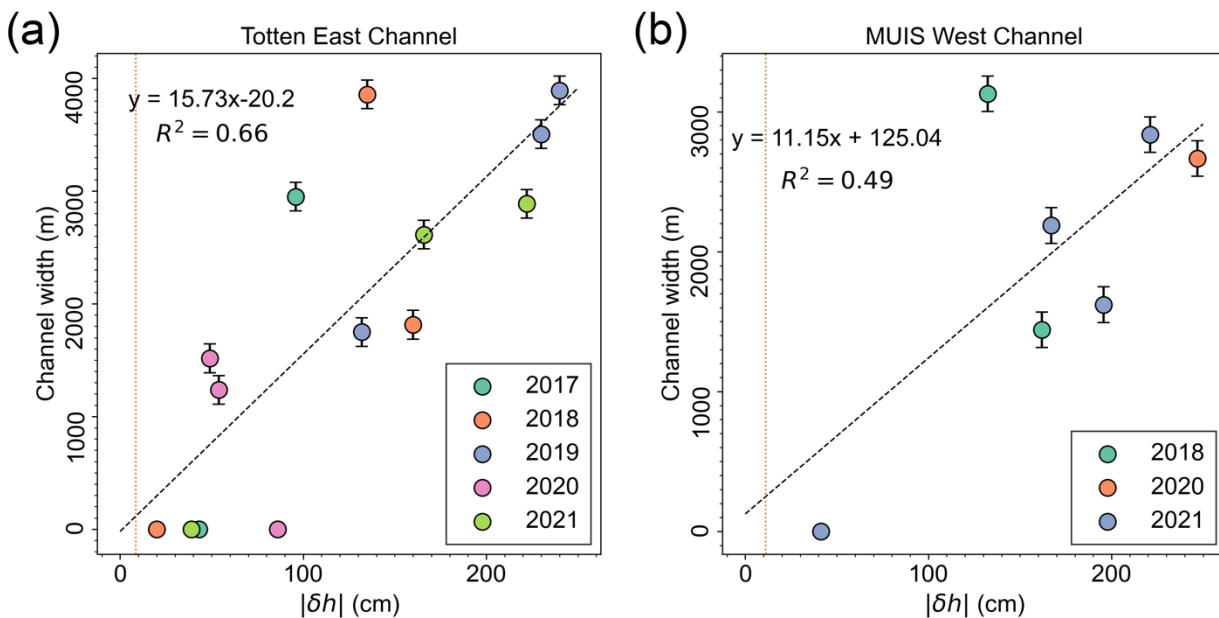 (a)
Totten East Channel
y = 15.73x-20.2
R² = 0.66
Channel width (m)
4000
3000
2000
1000
0
2017
2018
2019
2020
2021
0
100
200
|δh| (cm)
(b)
MUIS West Channel
y = 11.15x + 125.04
R² = 0.49
Channel width (m)
3000
2000
1000
0
2018
2020
2021
0
100
200
|δh| (cm)